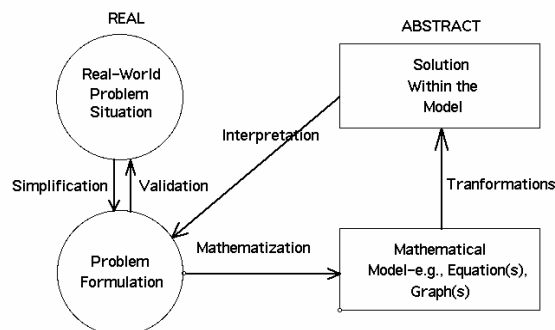 REAL
ABSTRACT
Real-World
Problem
Situation
Solution
Within the
Model
Interpretation
Simplification
Validation
Tranformations
Problem
Formulation
Mathematization
Mathematical
Model-e.g., Equation(s),
Graph(s)